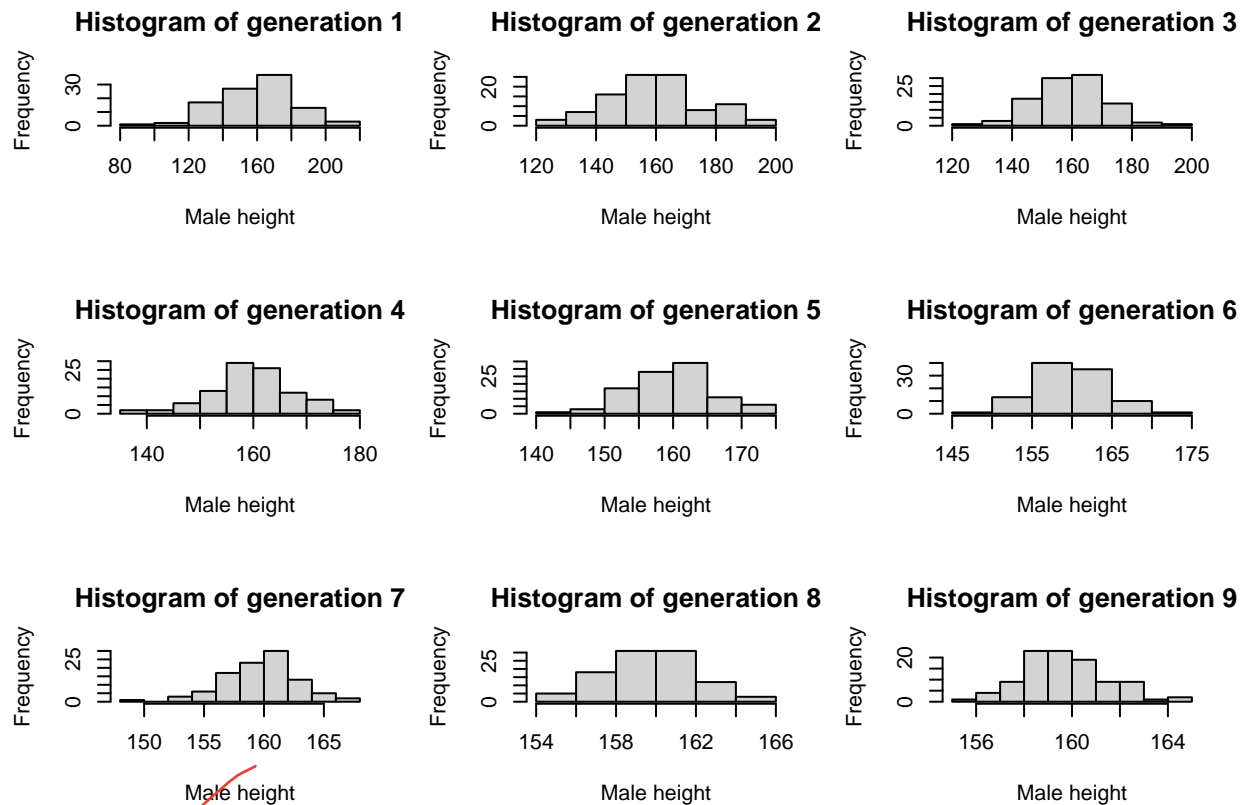 Histogram of generation 1
Frequency
0
30
80
120
160
200
Male height
Histogram of generation 2
Frequency
0
20
120
140
160
180
200
Male height
Histogram of generation 3
Frequency
0
25
120
140
160
180
200
Male height
Histogram of generation 4
Frequency
0
25
140
160
180
Male height
Histogram of generation 5
Frequency
0
25
140
150
160
170
Male height
Histogram of generation 6
Frequency
0
30
145
155
165
175
Male height
Histogram of generation 7
Frequency
0
25
150
155
160
165
Male height
Histogram of generation 8
Frequency
0
25
154
158
162
166
Male height
Histogram of generation 9
Frequency
0
20
156
160
164
Male height